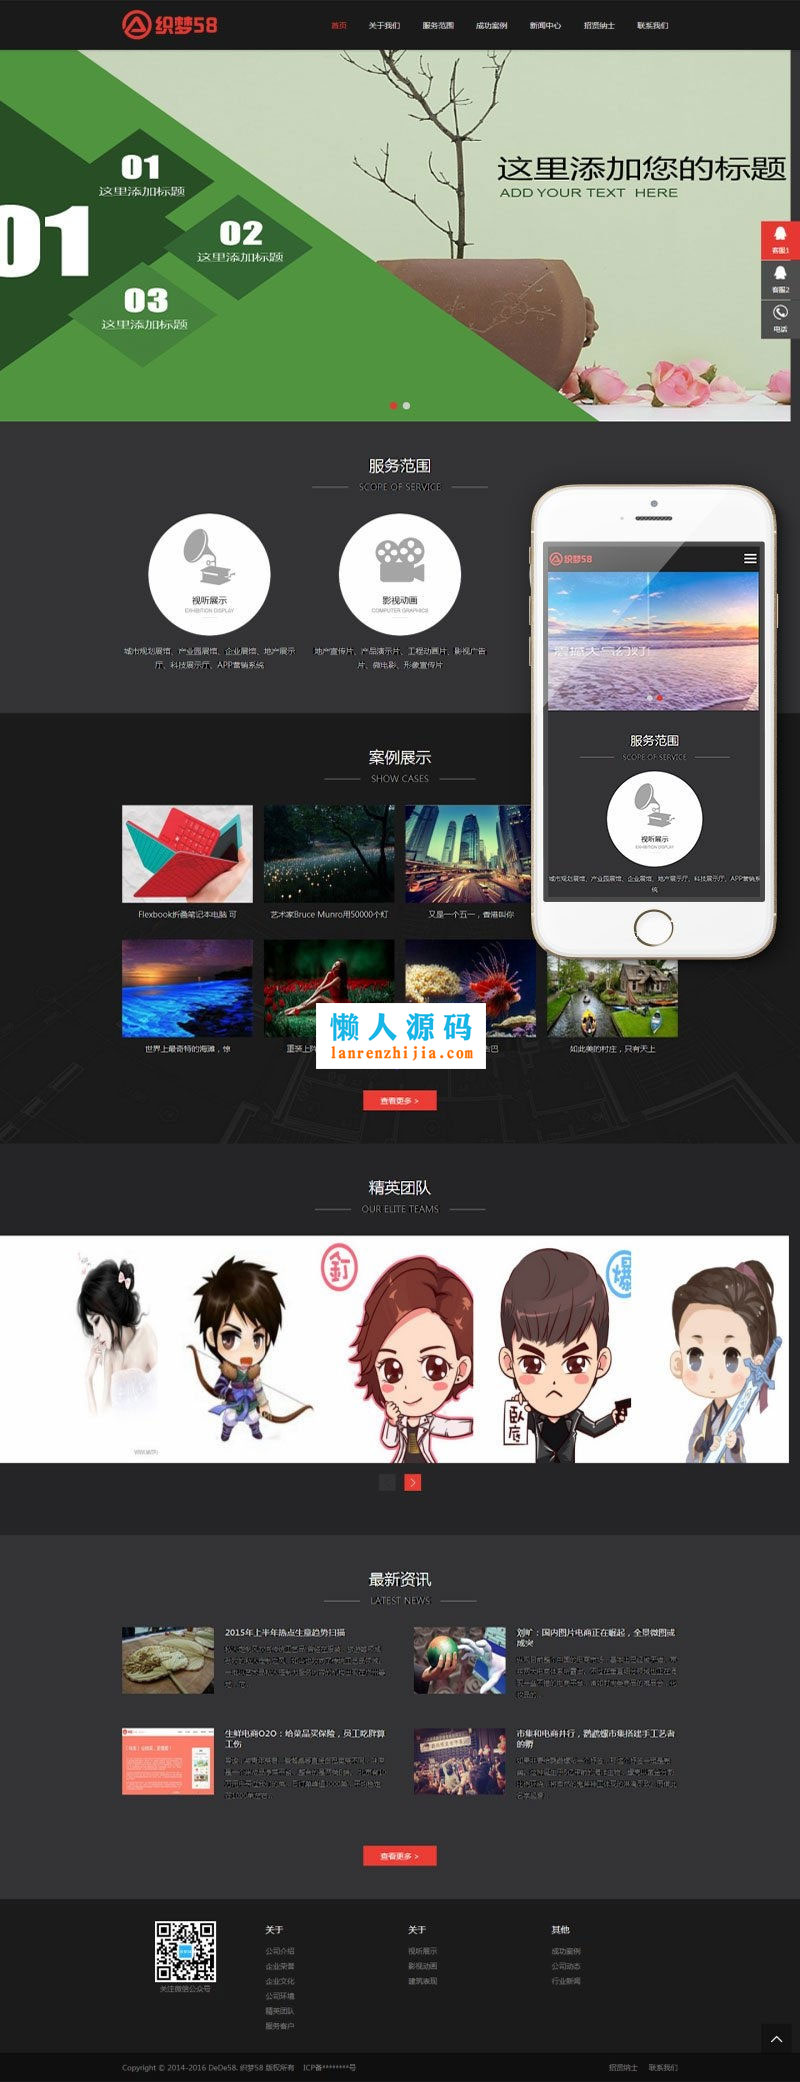 织梦58
首页 关于我们 服务范围 成功案例 新闻中心 招贤纳士 联系我们
01
01
这里添加标题
02
这里添加标题
03
这里添加标题
这里添加您的标题
ADD YOUR TEXT HERE
客服1
客服2
电话
服务范围
SCOPE OF SERVICE
视听展示
EXHIBITION DISPLAY
影视动画
COMPUTER GRAPHICS
城市规划展馆、产业园展馆、企业展馆、地产展示
厅、科技展示厅、APP营销系统
地产宣传片、产品演示片、工程动画片、影视广告
片、微电影、形象宣传片
织梦58
震撼大气幻灯
服务范围
SCOPE OF SERVICE
视听展示
EXHIBITION DISPLAY
城市规划展馆、产业园展馆、企业展馆、地产展示厅、科技展示厅、APP营销系
统
案例展示
SHOW CASES
Flexbook折叠笔记本电脑 可
艺术家Bruce Munro用50000个灯
又是一个五一，香港叫你
世界上最奇特的海滩，惊
重装上阵
古巴
如此美的村庄，只有天上
懒人源码
lanrenzhijia.com
查看更多 >
精英团队
OUR ELITE TEAMS
釘
爆
臥底
最新资讯
LATEST NEWS
2015年上半年热点生意趋势扫描
刘旷：国内图片电商正在崛起，全景微图或
成突
生鲜电商O2O：给菜品买保险，员工吃胖算
工伤
市集和电商并行，鹦鹉螺市集搭建手工艺者
的孵
查看更多 >
关注微信公众号
关于
公司介绍
企业荣誉
企业文化
公司环境
精英团队
服务客户
关于
视听展示
影视动画
建筑表现
其他
成功案例
公司动态
行业新闻
Copyright © 2014-2016 DeDe58. 织梦58 版权所有 ICP备********号
招贤纳士 联系我们